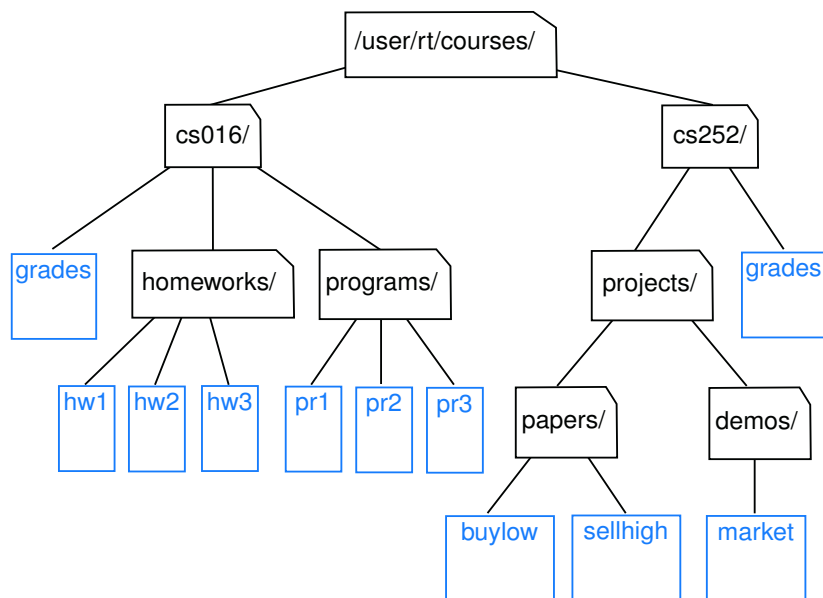 /user/rt/courses/
cs016/
cs252/
grades
homeworks/
programs/
projects/
grades
hw1
hw2
hw3
pr1
pr2
pr3
papers/
demos/
buylow
sellhigh
market